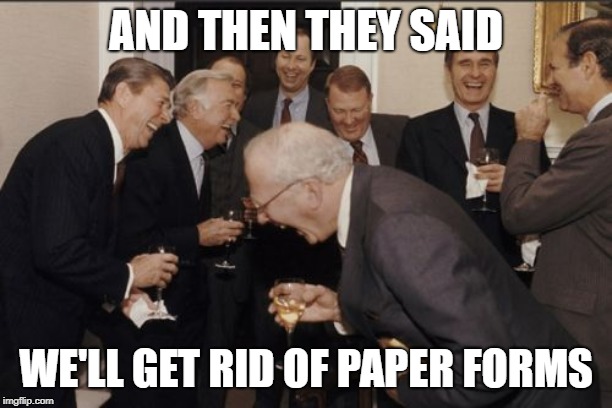 AND THEN THEY SAID
WE'LL GET RID OF PAPER FORMS
imgflip.com